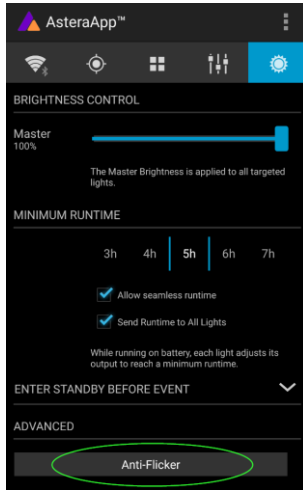 AsteraApp™
BRIGHTNESS CONTROL
Master
100%
The Master Brightness is applied to all targeted
lights.
MINIMUM RUNTIME
3h 4h 5h 6h 7h
Allow seamless runtime
Send Runtime to All Lights
While running on battery, each light adjusts its
output to reach a minimum runtime.
ENTER STANDBY BEFORE EVENT
ADVANCED
Anti-Flicker